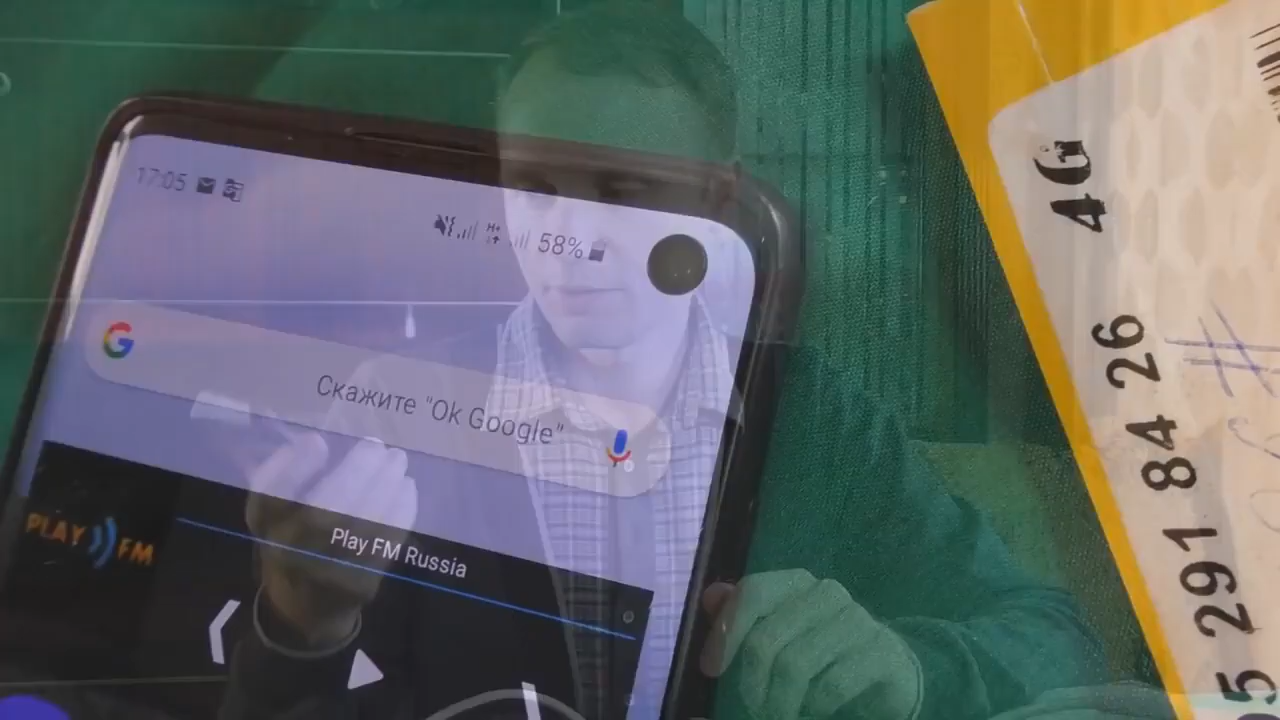 17:05
H+
58%
G
Скажите "Ok Google"
PLAY FM
Play FM Russia
4G
5 291 84 26
#